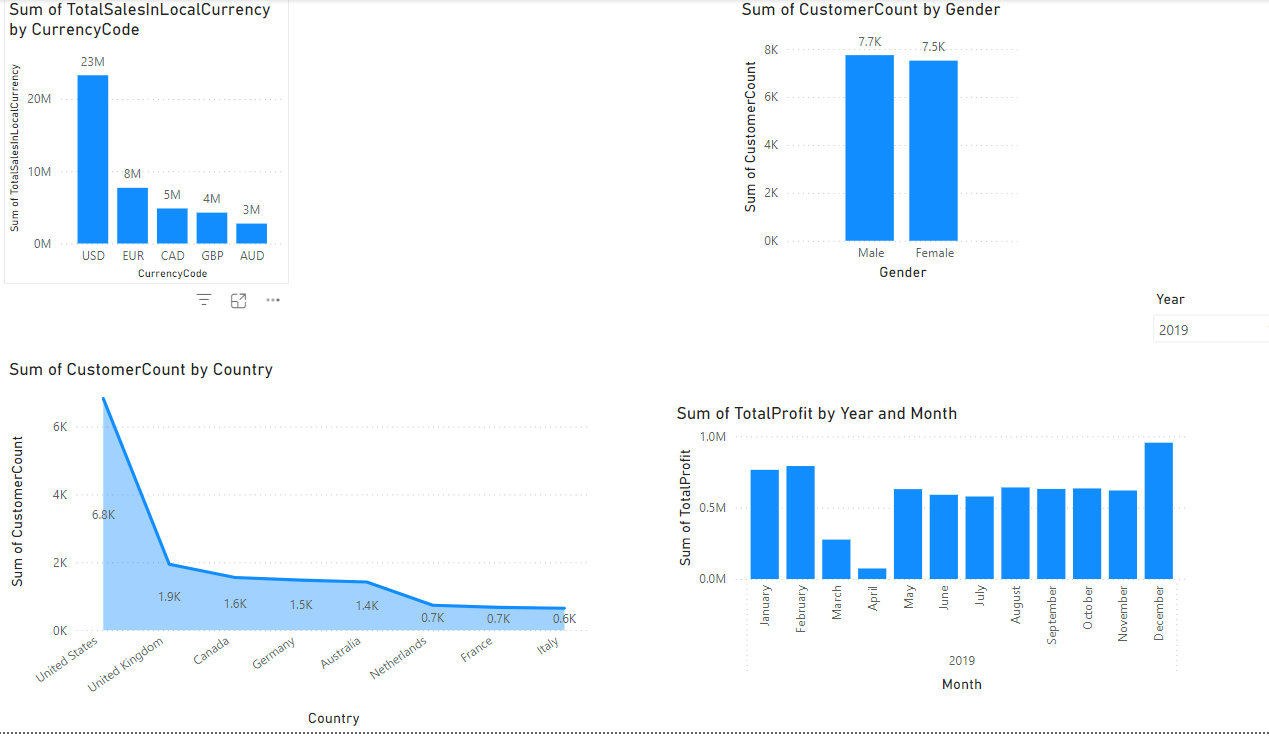 Sum of TotalSalesInLocalCurrency
by CurrencyCode
Sum of TotalSalesInLocalCurrency
20M
10M
0M
23M
8M
5M
4M
3M
USD EUR CAD GBP AUD
CurrencyCode
Sum of CustomerCount by Gender
Sum of CustomerCount
8K
6K
4K
2K
0K
7.7K
7.5K
Male Female
Gender
Year
2019
Sum of CustomerCount by Country
Sum of CustomerCount
6K
4K
2K
0K
6.8K
1.9K
1.6K
1.5K
1.4K
0.7K
0.7K
0.6K
United States
United Kingdom
Canada
Germany
Australia
Netherlands
France
Italy
Country
Sum of TotalProfit by Year and Month
Sum of TotalProfit
1.0M
0.5M
0.0M
January
February
March
April
May
June
July
August
September
October
November
December
2019
Month